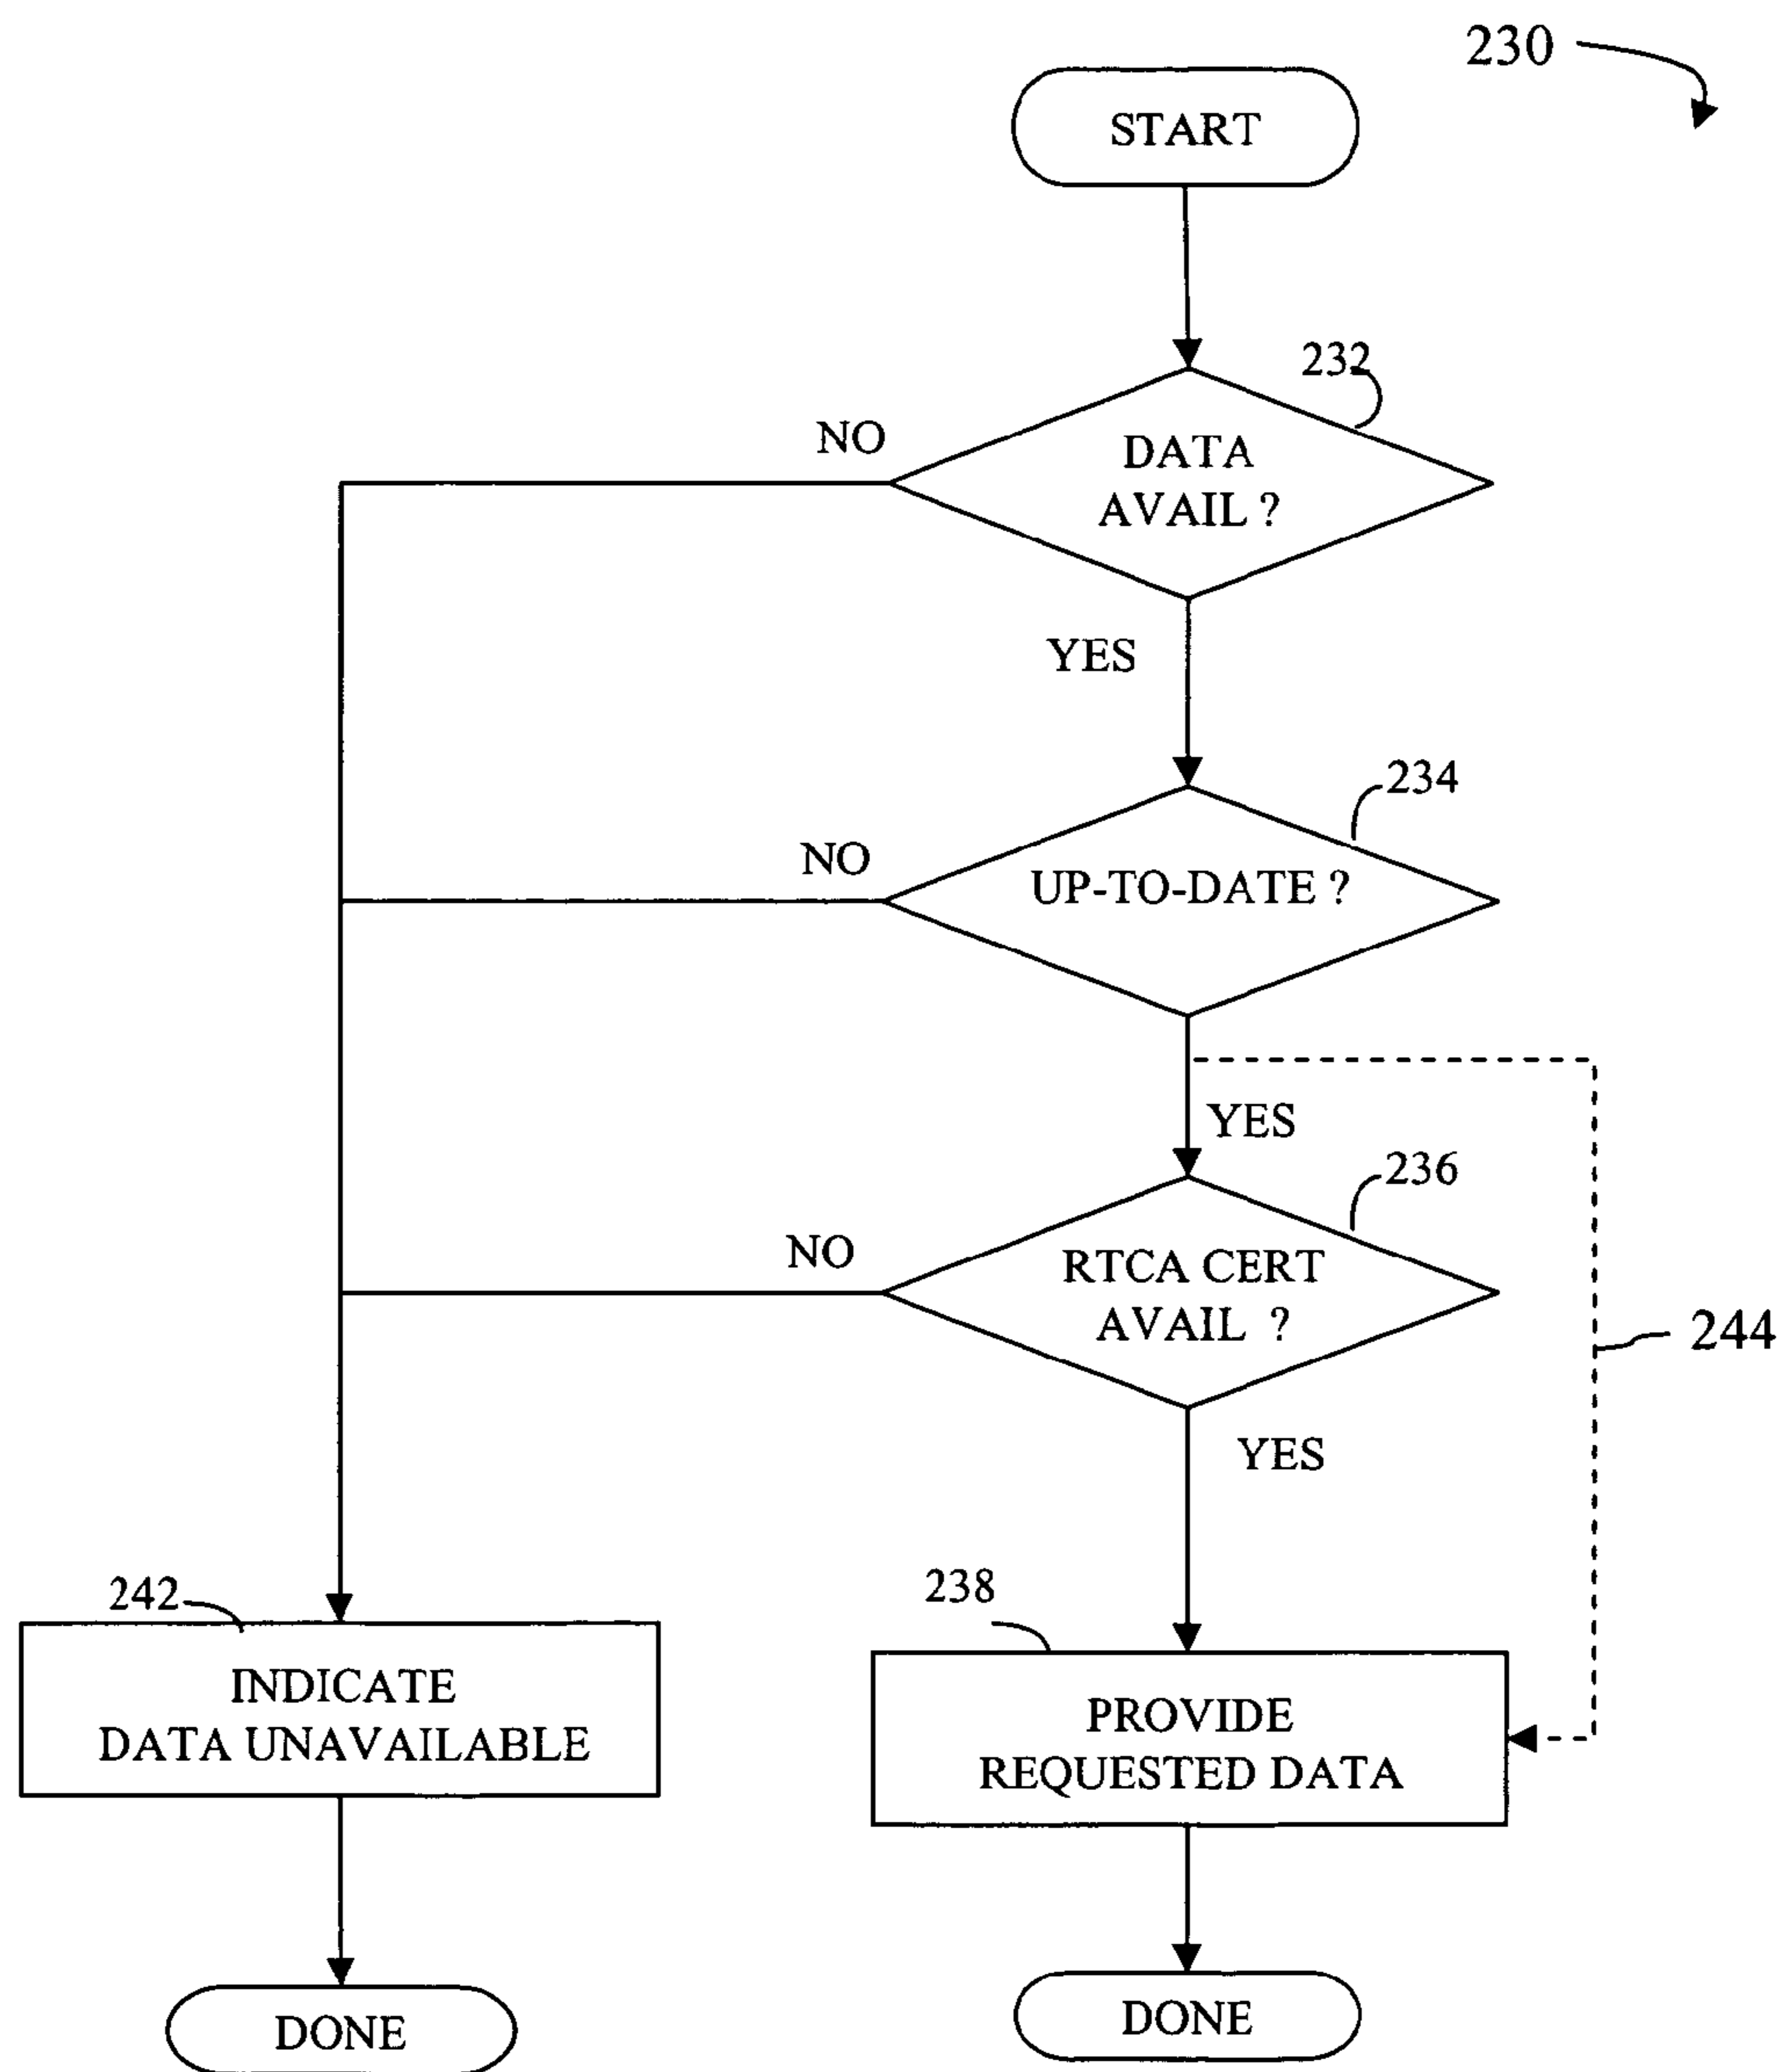 230
START
232
NO
DATA
AVAIL ?
YES
234
NO
UP-TO-DATE ?
YES
236
NO
RTCA CERT
AVAIL ?
244
YES
242
238
INDICATE
DATA UNAVAILABLE
PROVIDE
REQUESTED DATA
DONE
DONE